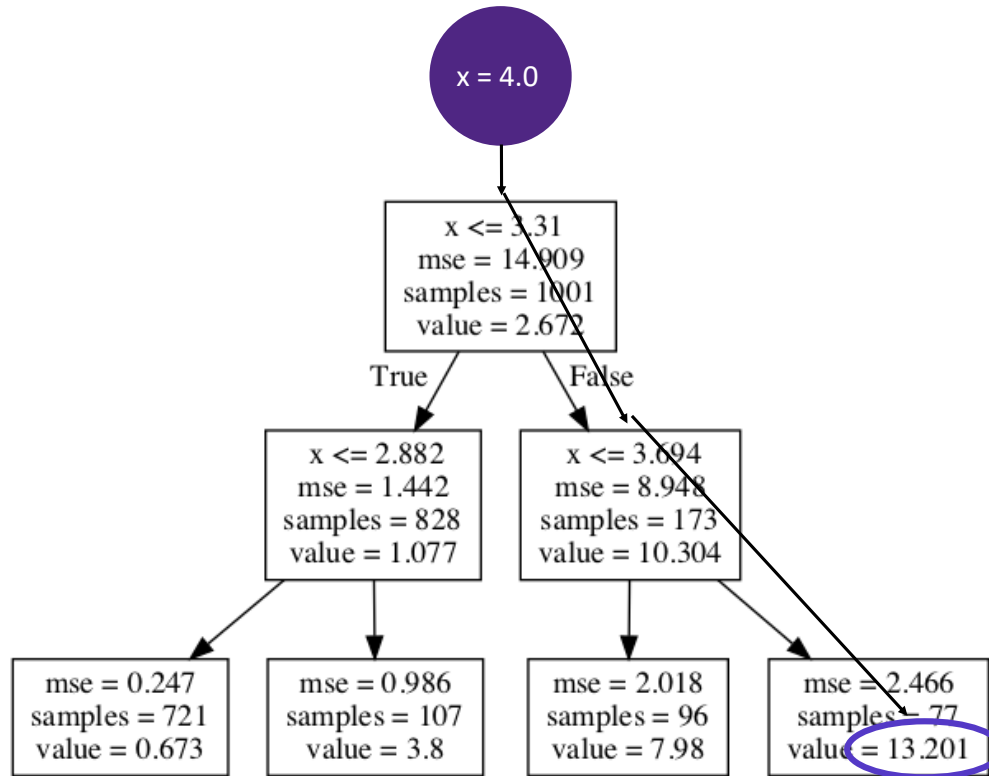 x = 4.0
x <= 3.31
mse = 14.909
samples = 1001
value = 2.672
True
False
x <= 2.882
mse = 1.442
samples = 828
value = 1.077
x <= 3.694
mse = 8.948
samples = 173
value = 10.304
mse = 0.247
samples = 721
value = 0.673
mse = 0.986
samples = 107
value = 3.8
mse = 2.018
samples = 96
value = 7.98
mse = 2.466
samples = 77
value = 13.201